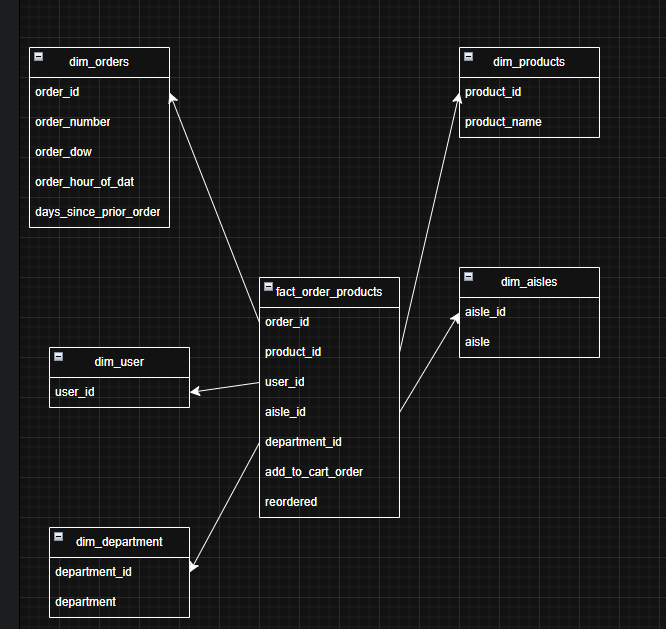 dim_orders
order_id
order_number
order_dow
order_hour_of_dat
days_since_prior_order
dim_products
product_id
product_name
fact_order_products
order_id
product_id
user_id
aisle_id
department_id
add_to_cart_order
reordered
dim_aisles
aisle_id
aisle
dim_user
user_id
dim_department
department_id
department